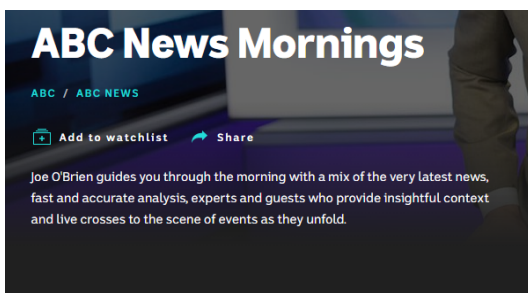 ABC News Mornings
ABC / ABC NEWS
Add to watchlist Share
Joe O'Brien guides you through the morning with a mix of the very latest news,
fast and accurate analysis, experts and guests who provide insightful context
and live crosses to the scene of events as they unfold.